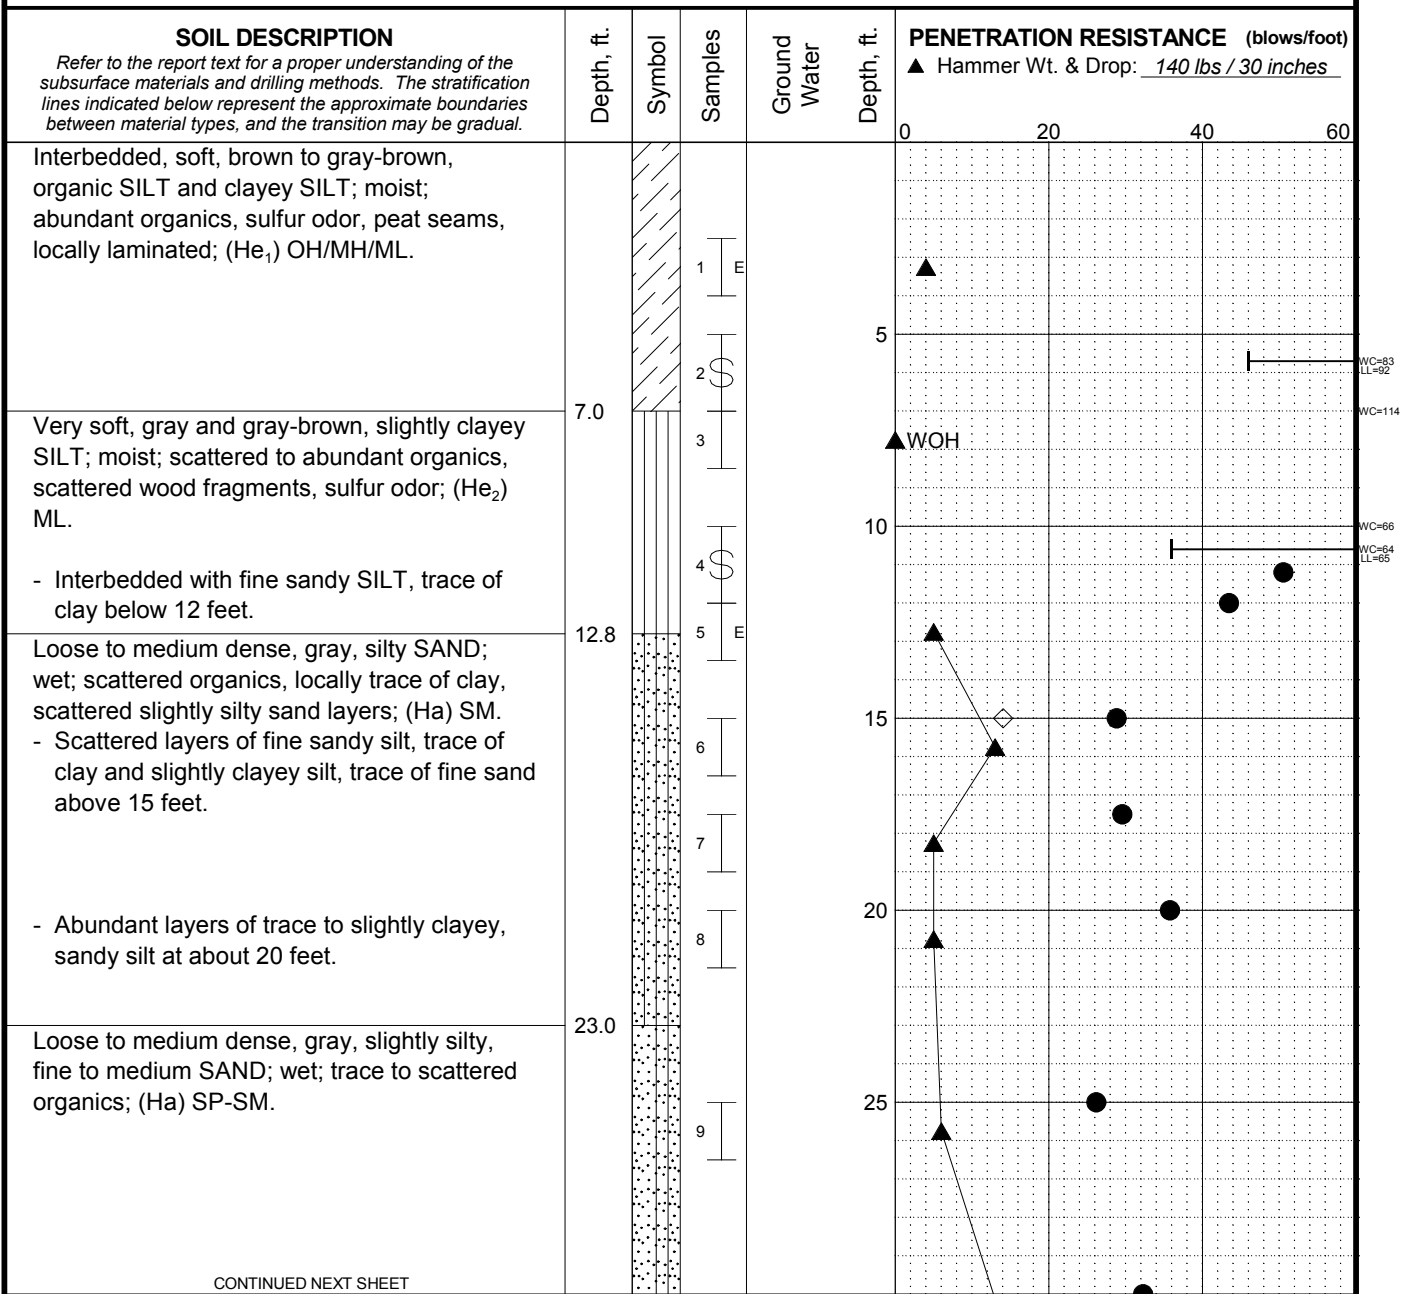 SOIL DESCRIPTION
Refer to the report text for a proper understanding of the
subsurface materials and drilling methods. The stratification
lines indicated below represent the approximate boundaries
between material types, and the transition may be gradual.
Depth, ft.
Symbol
Samples
Ground
Water
Depth, ft.
PENETRATION RESISTANCE (blows/foot)
▲ Hammer Wt. & Drop: 140 lbs / 30 inches
0 20 40 60
Interbedded, soft, brown to gray-brown,
organic SILT and clayey SILT; moist;
abundant organics, sulfur odor, peat seams,
locally laminated; (He₁) OH/MH/ML.
1 E
5
WC=83
LL=92
2 S
7.0
WC=114
Very soft, gray and gray-brown, slightly clayey
SILT; moist; scattered to abundant organics,
scattered wood fragments, sulfur odor; (He₂)
ML.
3
WOH
10
WC=66
WC=64
LL=65
4 S
- Interbedded with fine sandy SILT, trace of
clay below 12 feet.
12.8
5 E
Loose to medium dense, gray, silty SAND;
wet; scattered organics, locally trace of clay,
scattered slightly silty sand layers; (Ha) SM.
- Scattered layers of fine sandy silt, trace of
clay and slightly clayey silt, trace of fine sand
above 15 feet.
15
6
7
20
- Abundant layers of trace to slightly clayey,
sandy silt at about 20 feet.
8
23.0
Loose to medium dense, gray, slightly silty,
fine to medium SAND; wet; trace to scattered
organics; (Ha) SP-SM.
25
9
CONTINUED NEXT SHEET